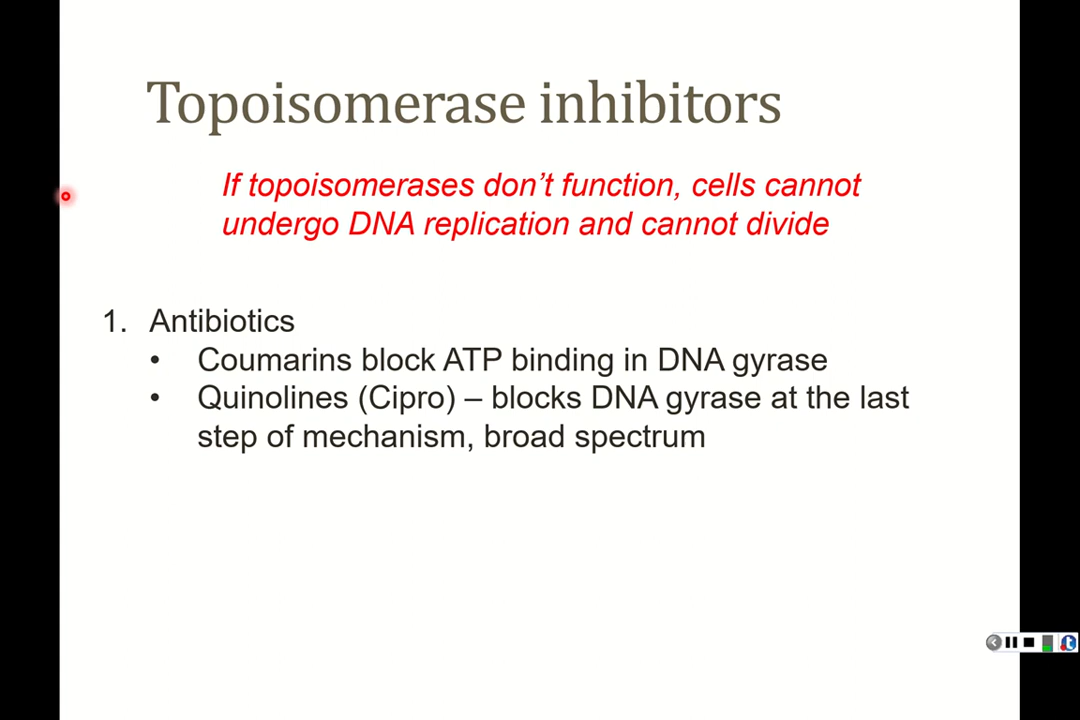 Topoisomerase inhibitors
If topoisomerases don’t function, cells cannot
undergo DNA replication and cannot divide
1. Antibiotics
• Coumarins block ATP binding in DNA gyrase
• Quinolines (Cipro) – blocks DNA gyrase at the last
step of mechanism, broad spectrum
t